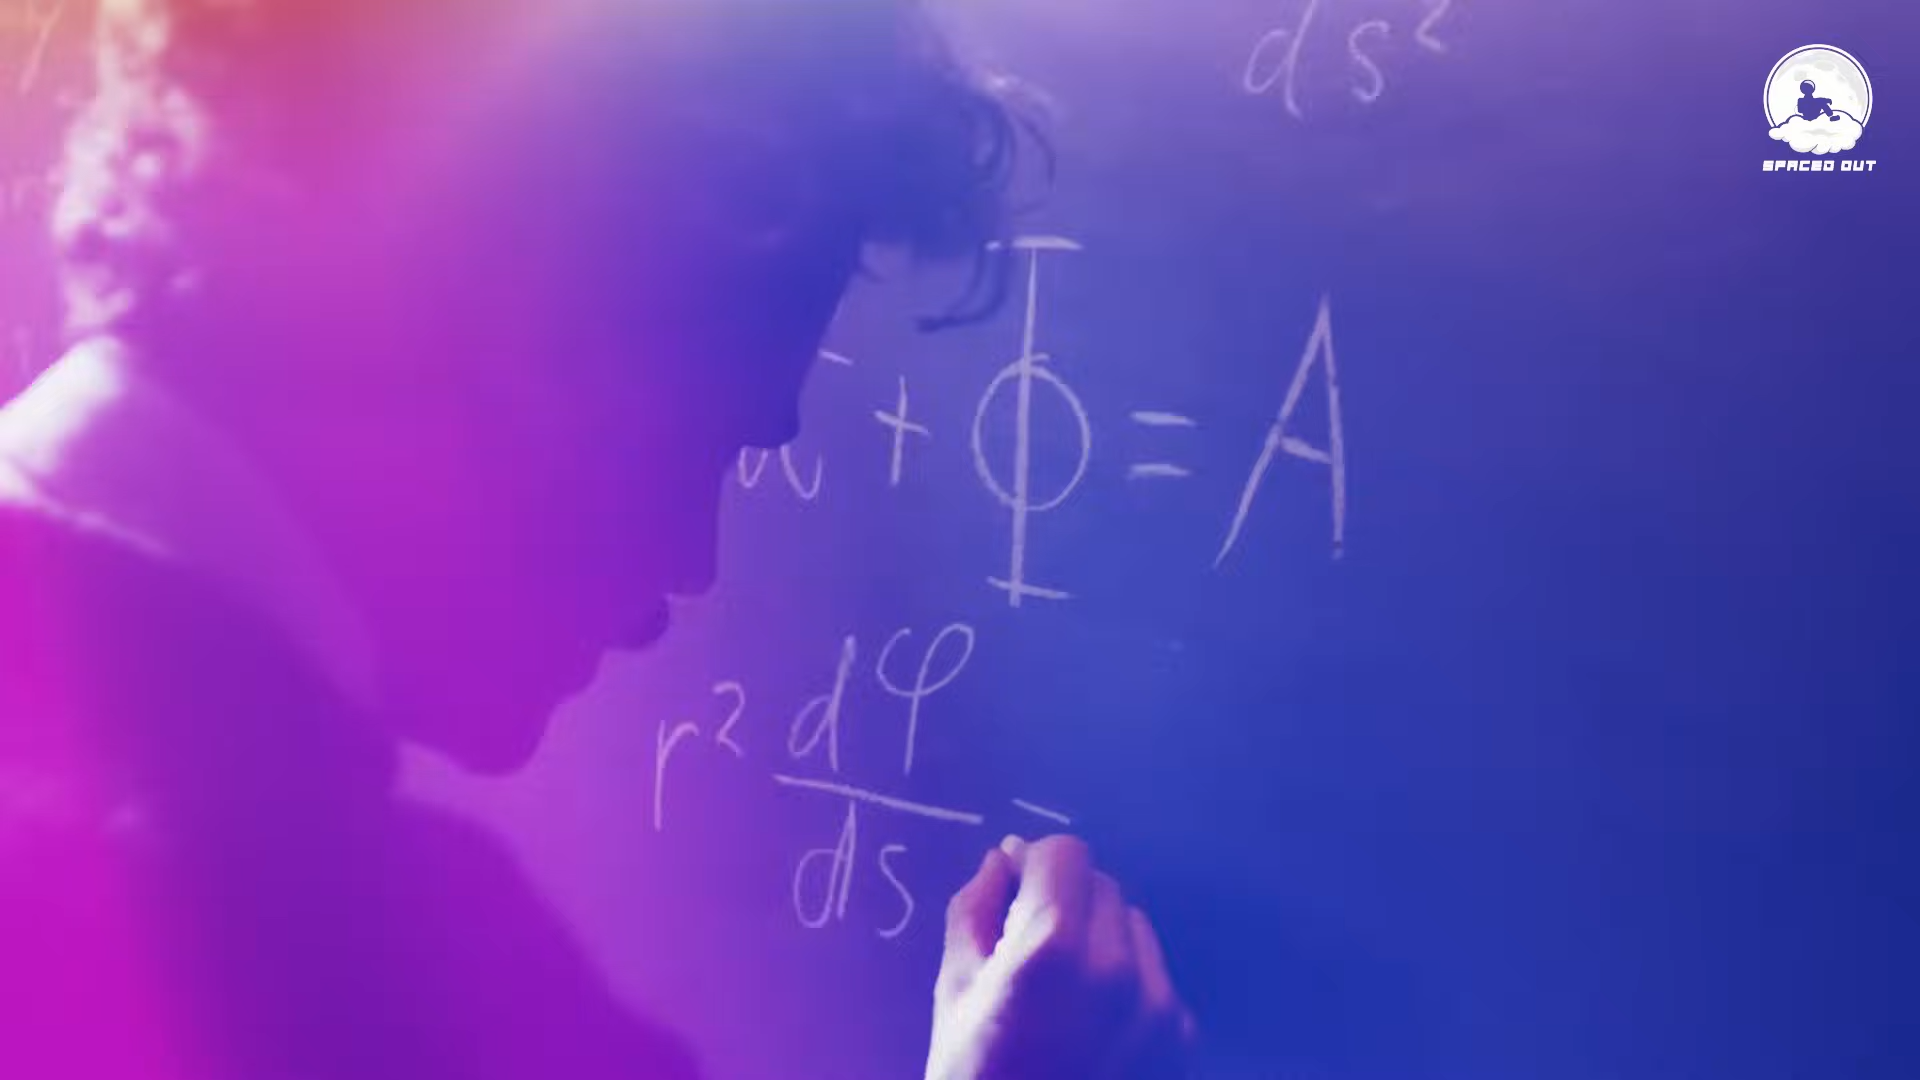 ds²
SPACED OUT
+ Φ = A
r² dφ
ds